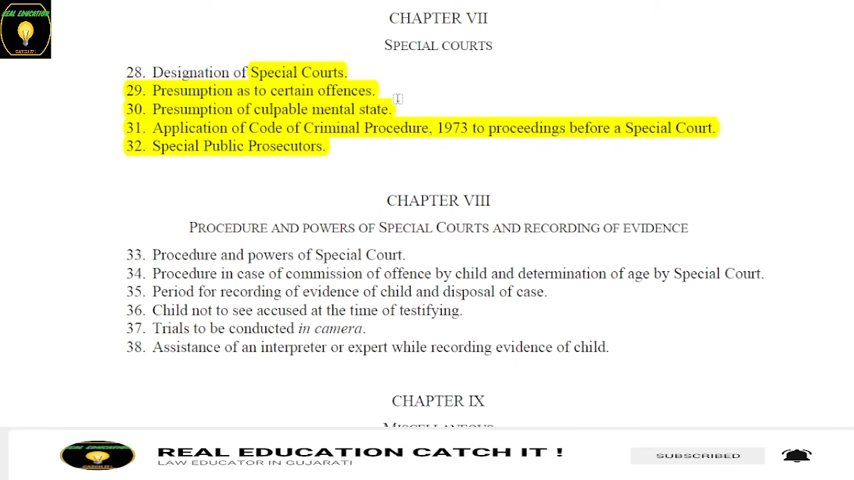 REAL EDUCATION
CHAPTER VII
SPECIAL COURTS
28. Designation of Special Courts.
29. Presumption as to certain offences.
30. Presumption of culpable mental state.
31. Application of Code of Criminal Procedure, 1973 to proceedings before a Special Court.
32. Special Public Prosecutors.
CHAPTER VIII
PROCEDURE AND POWERS OF SPECIAL COURTS AND RECORDING OF EVIDENCE
33. Procedure and powers of Special Court.
34. Procedure in case of commission of offence by child and determination of age by Special Court.
35. Period for recording of evidence of child and disposal of case.
36. Child not to see accused at the time of testifying.
37. Trials to be conducted in camera.
38. Assistance of an interpreter or expert while recording evidence of child.
CHAPTER IX
MISCELLANEOUS
REAL EDUCATION
REAL EDUCATION CATCH IT !
LAW EDUCATOR IN GUJARATI
SUBSCRIBED